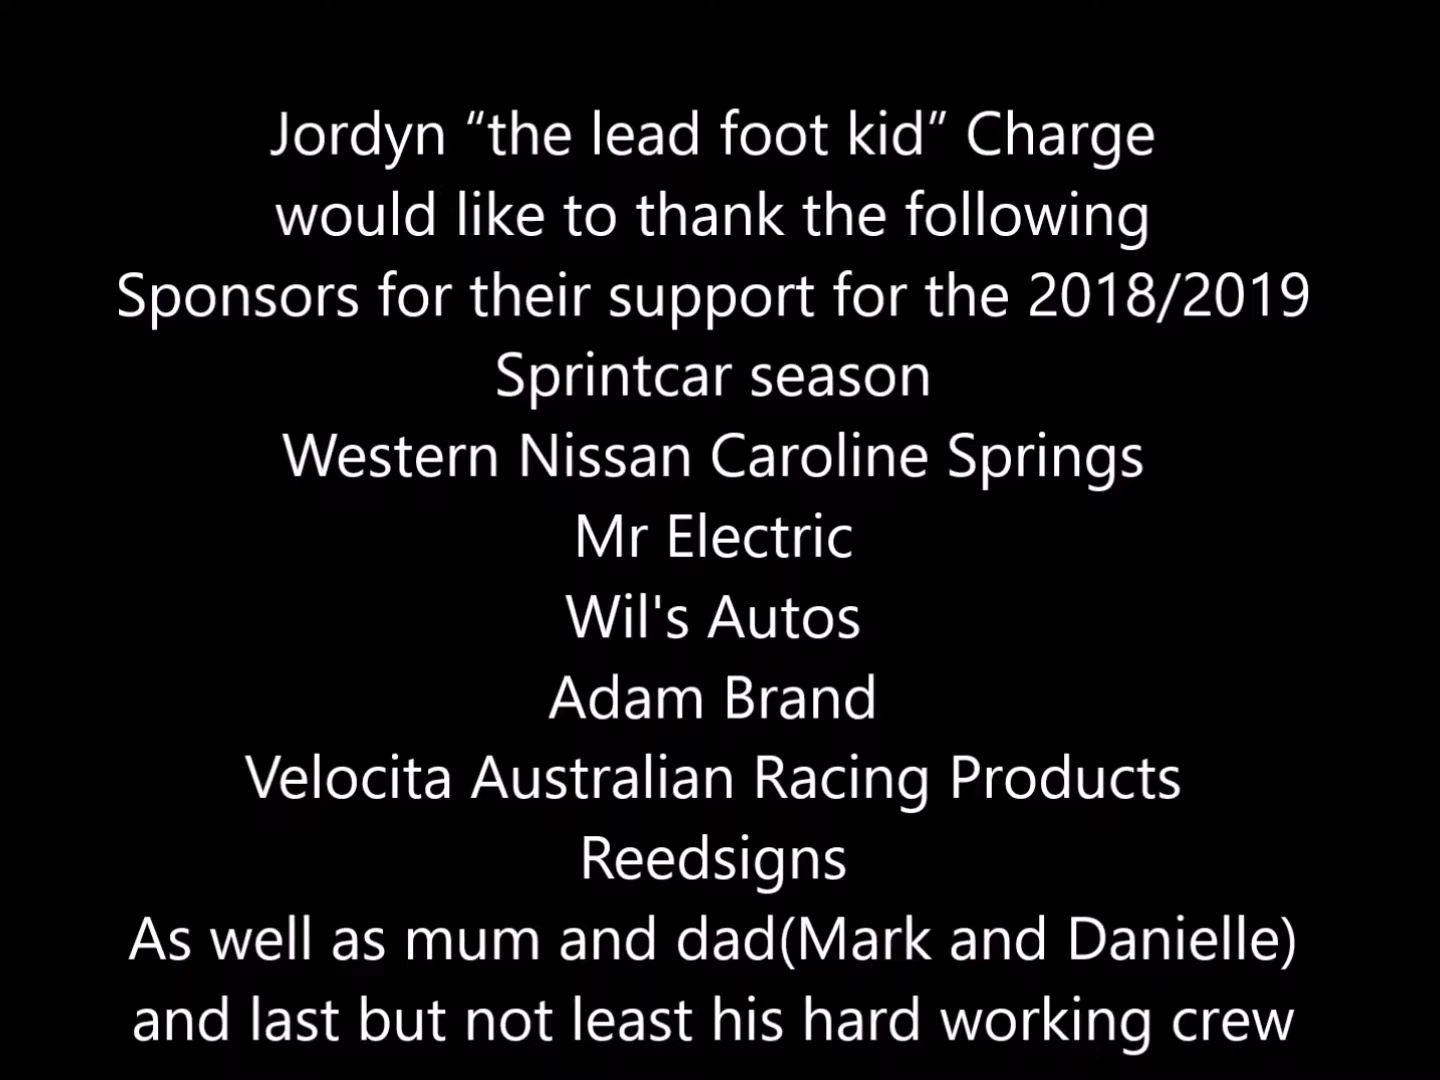 Jordyn “the lead foot kid” Charge
would like to thank the following
Sponsors for their support for the 2018/2019
Sprintcar season
Western Nissan Caroline Springs
Mr Electric
Wil's Autos
Adam Brand
Velocita Australian Racing Products
Reedsigns
As well as mum and dad(Mark and Danielle)
and last but not least his hard working crew